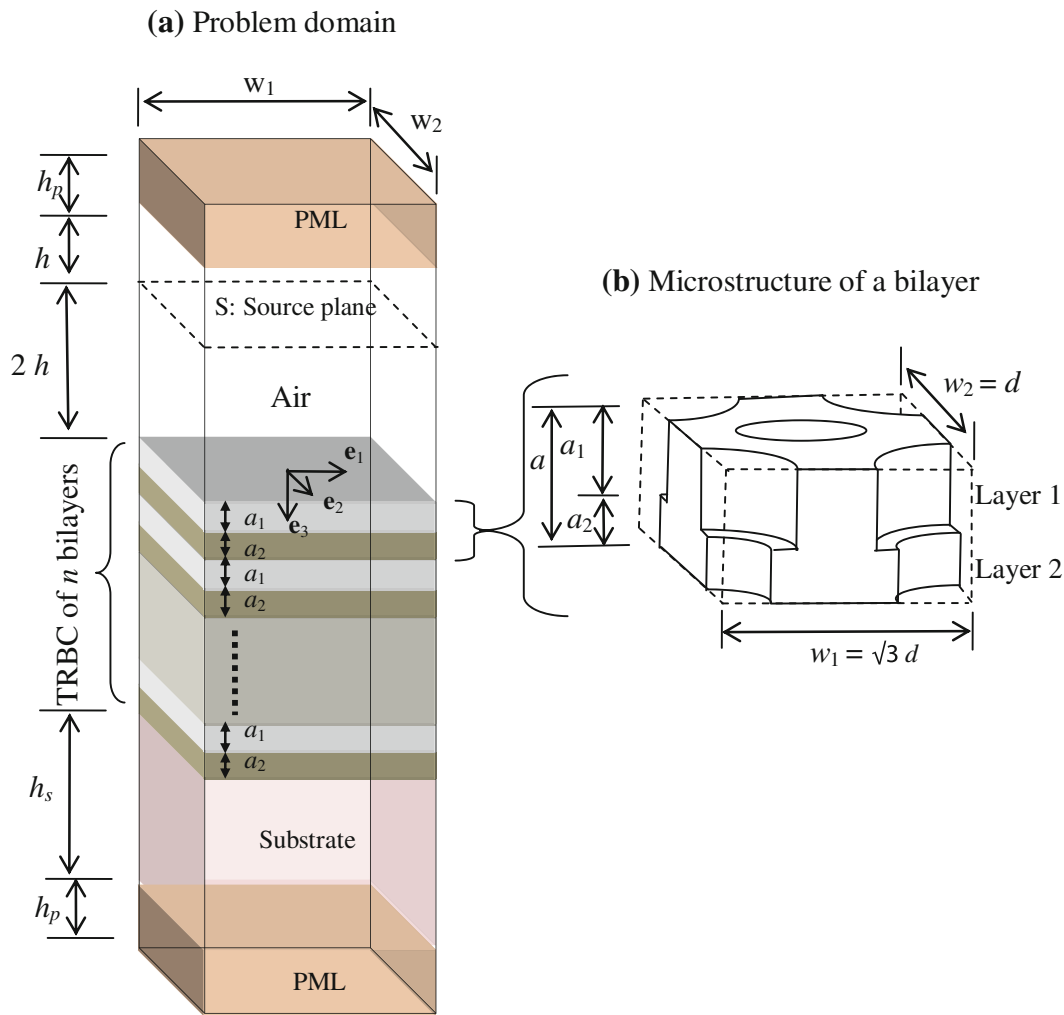 (a) Problem domain
w₁
w₂
hₚ
PML
h
S: Source plane
2 h
Air
e₁
e₂
e₃
TRBC of n bilayers
a₁
a₂
a₁
a₂
a₁
a₂
hₛ
Substrate
hₚ
PML
(b) Microstructure of a bilayer
w₂ = d
a
a₁
a₂
Layer 1
Layer 2
w₁ = √3 d